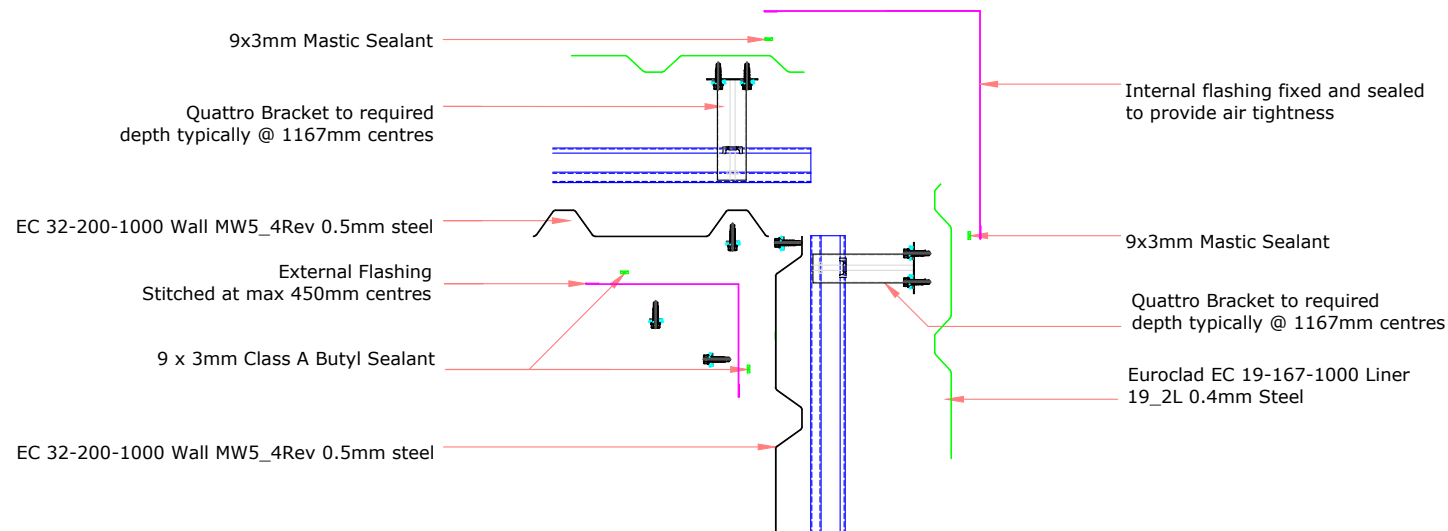 9x3mm Mastic Sealant
Quattro Bracket to required
depth typically @ 1167mm centres
EC 32-200-1000 Wall MW5_4Rev 0.5mm steel
External Flashing
Stitched at max 450mm centres
9 x 3mm Class A Butyl Sealant
EC 32-200-1000 Wall MW5_4Rev 0.5mm steel
Internal flashing fixed and sealed
to provide air tightness
9x3mm Mastic Sealant
Quattro Bracket to required
depth typically @ 1167mm centres
Euroclad EC 19-167-1000 Liner
19_2L 0.4mm Steel